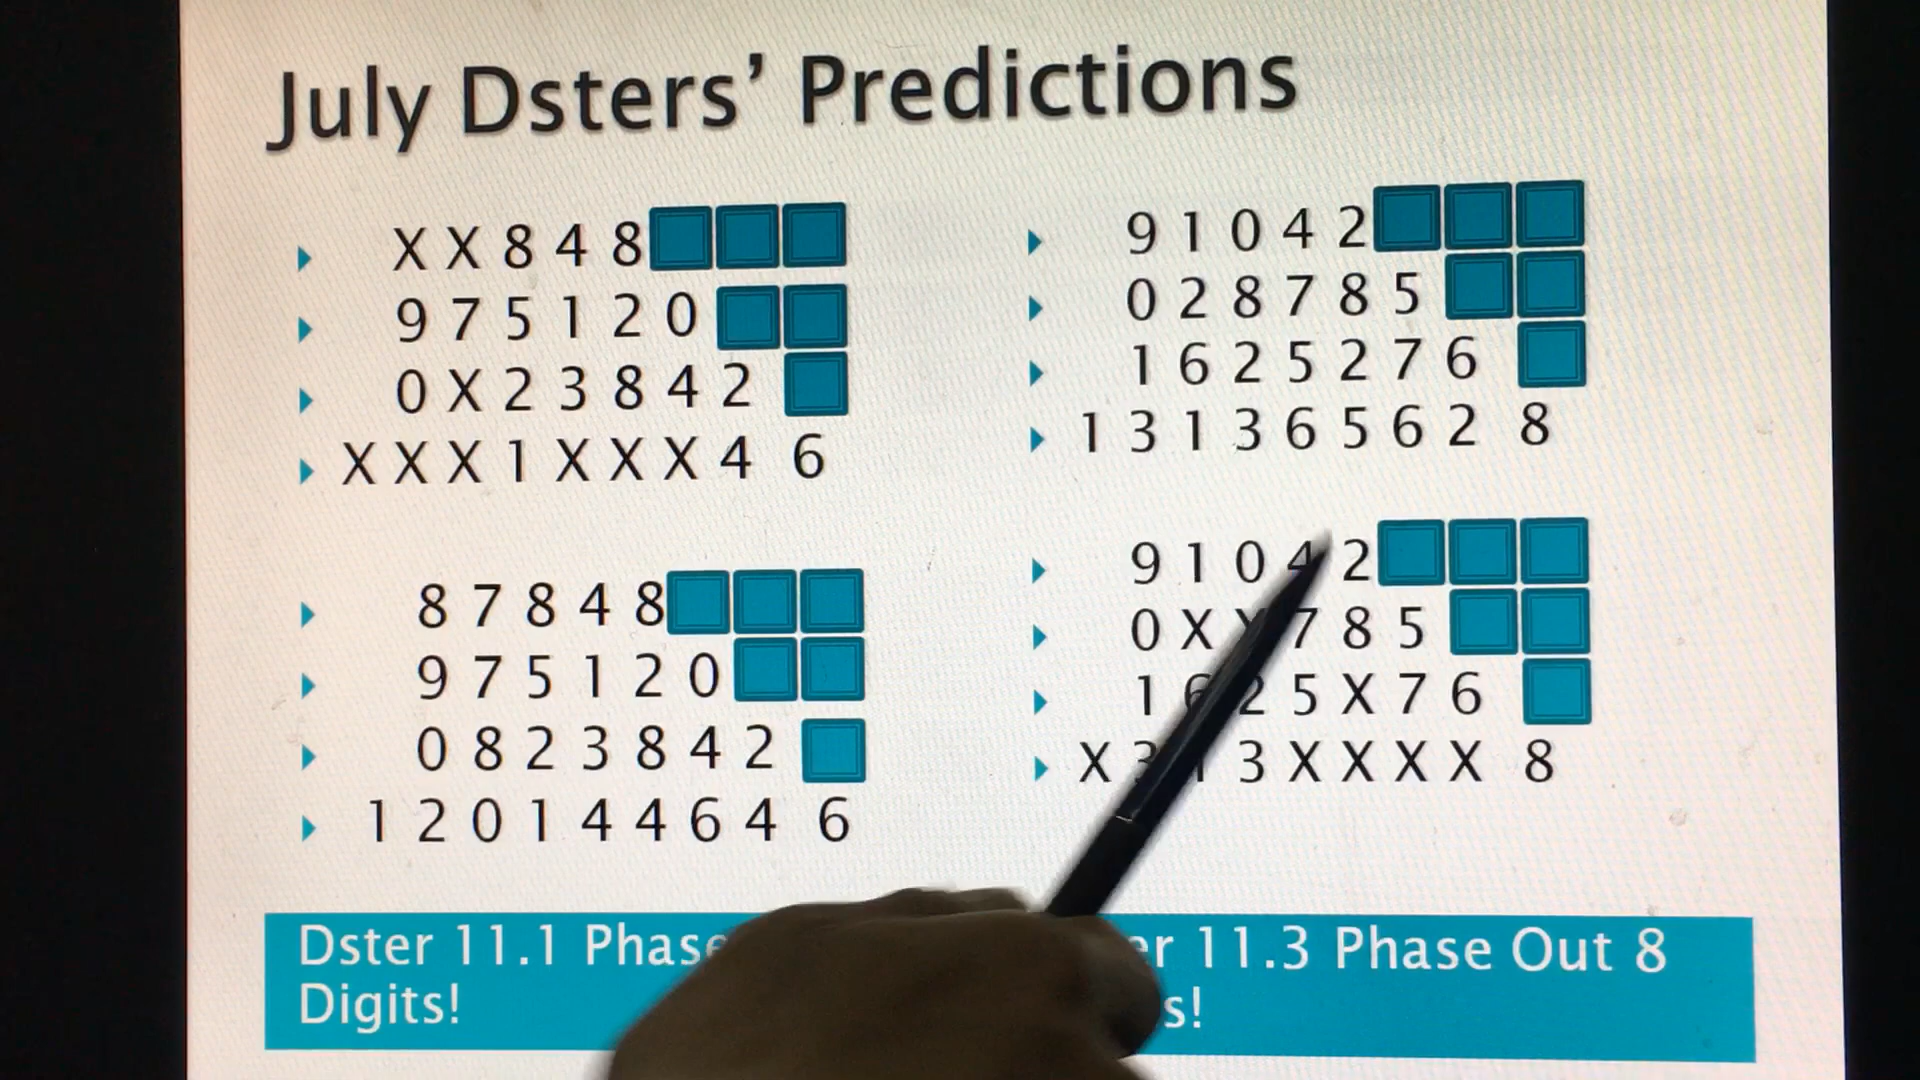 July Dsters' Predictions
X X 8 4 8
9 7 5 1 2 0
0 X 2 3 8 4 2
X X X 1 X X X 4 6
8 7 8 4 8
9 7 5 1 2 0
0 8 2 3 8 4 2
1 2 0 1 4 4 6 4 6
9 1 0 4 2
0 2 8 7 8 5
1 6 2 5 2 7 6
1 3 1 3 6 5 6 2 8
9 1 0 4 2
0 X X 7 8 5
1 6 2 5 X 7 6
X 3 1 3 X X X X 8
Dster 11.1 Phase
Digits!
11.3 Phase Out 8